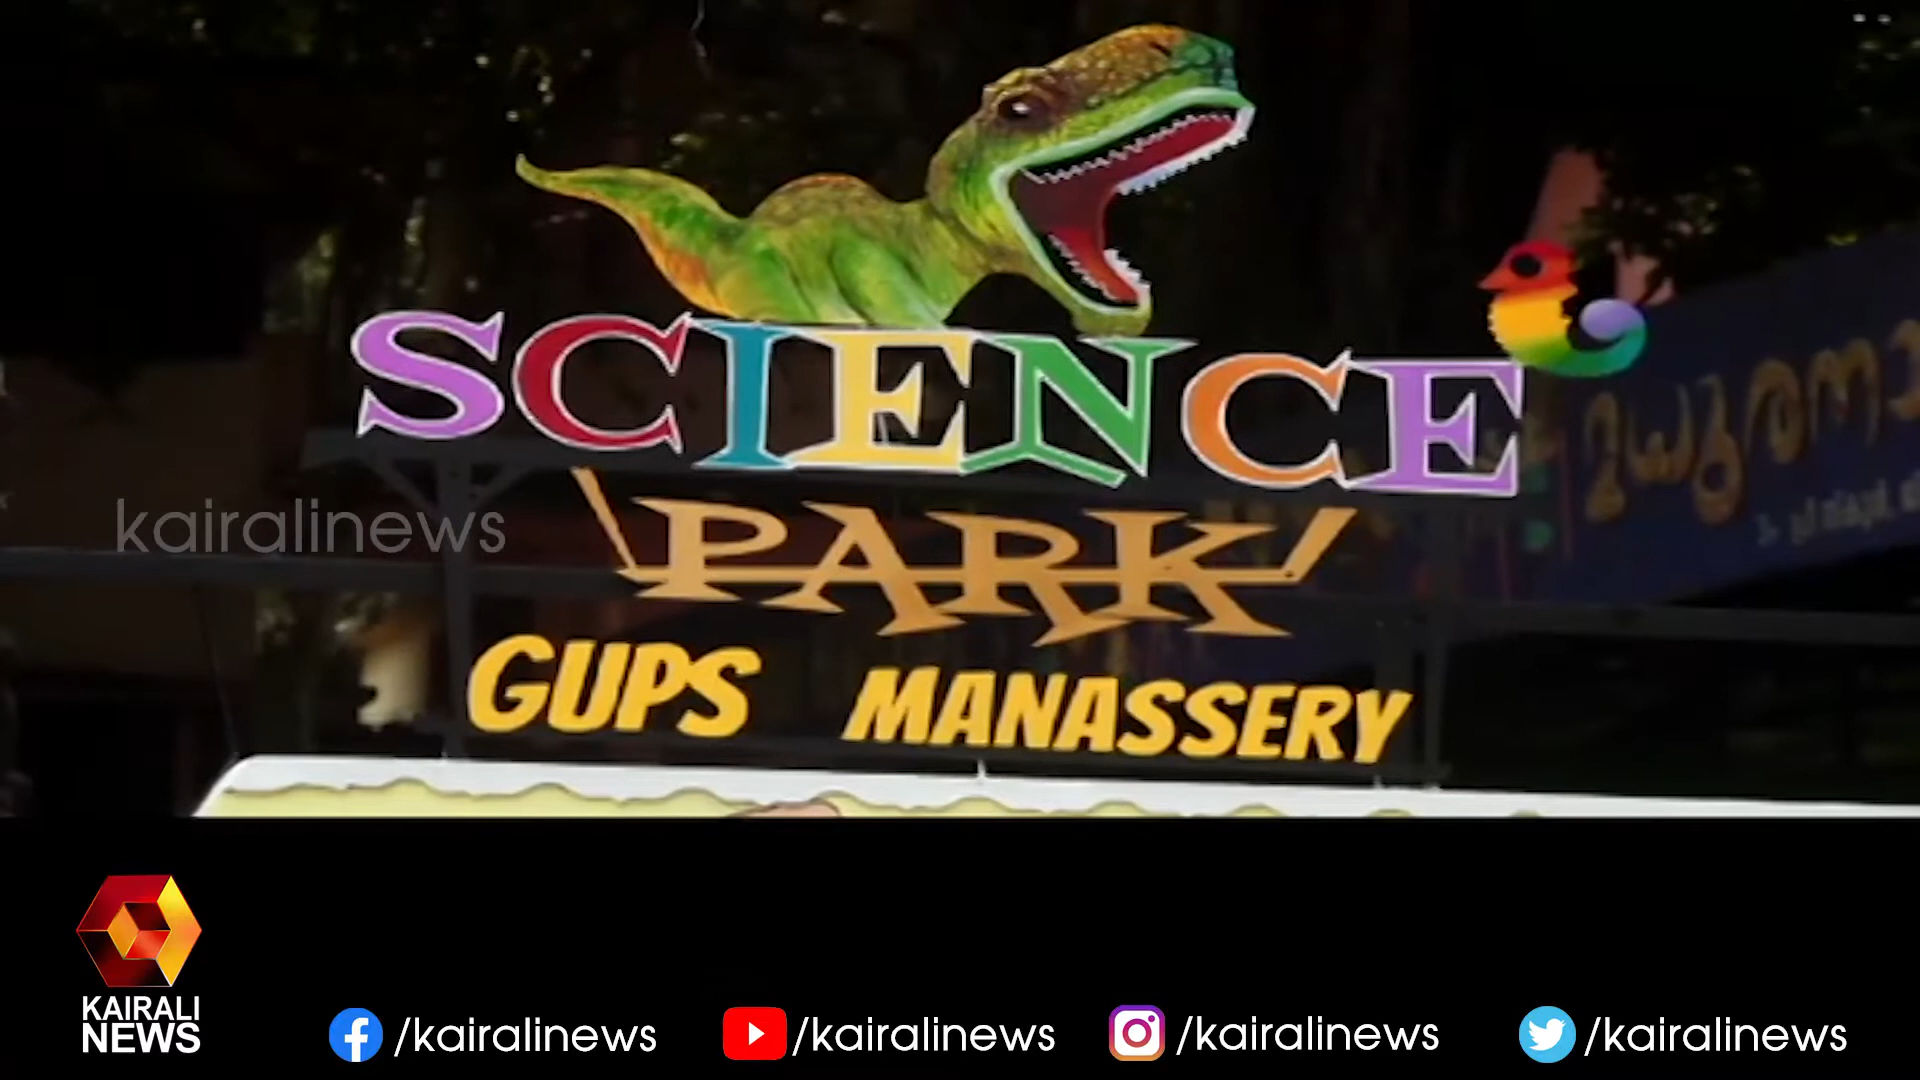 SCIENCE
PARK
GUPS MANASSERY
kairalinews
KAIRALI
NEWS
/kairalinews
/kairalinews
/kairalinews
/kairalinews